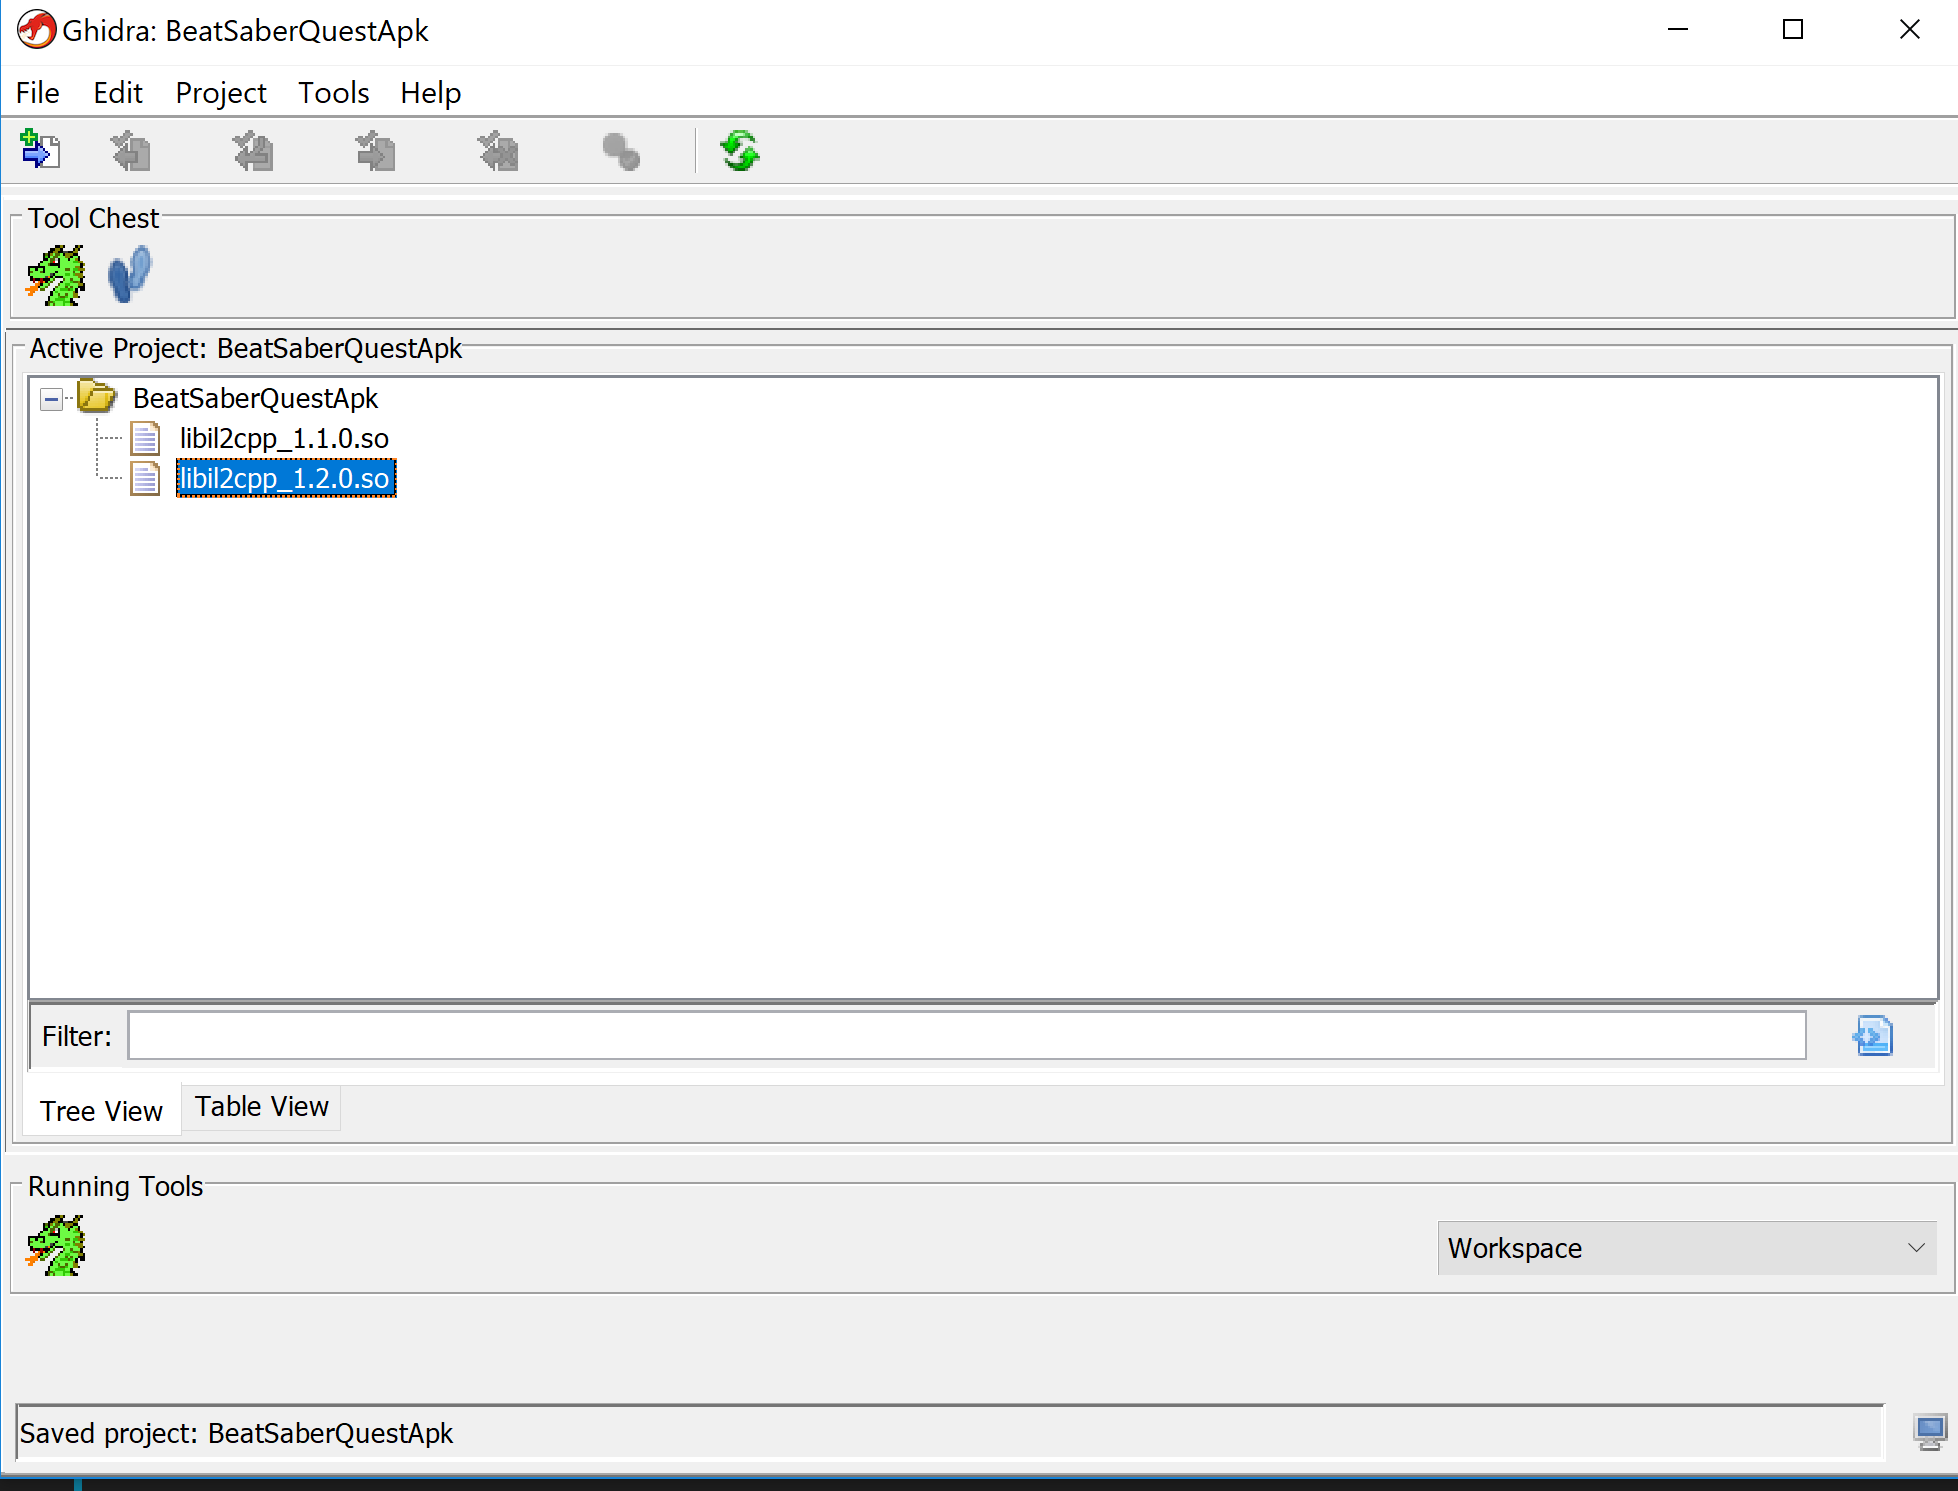 Ghidra: BeatSaberQuestApk
File Edit Project Tools Help
Tool Chest
Active Project: BeatSaberQuestApk
BeatSaberQuestApk
libil2cpp_1.1.0.so
libil2cpp_1.2.0.so
Filter:
Tree View Table View
Running Tools
Workspace
Saved project: BeatSaberQuestApk